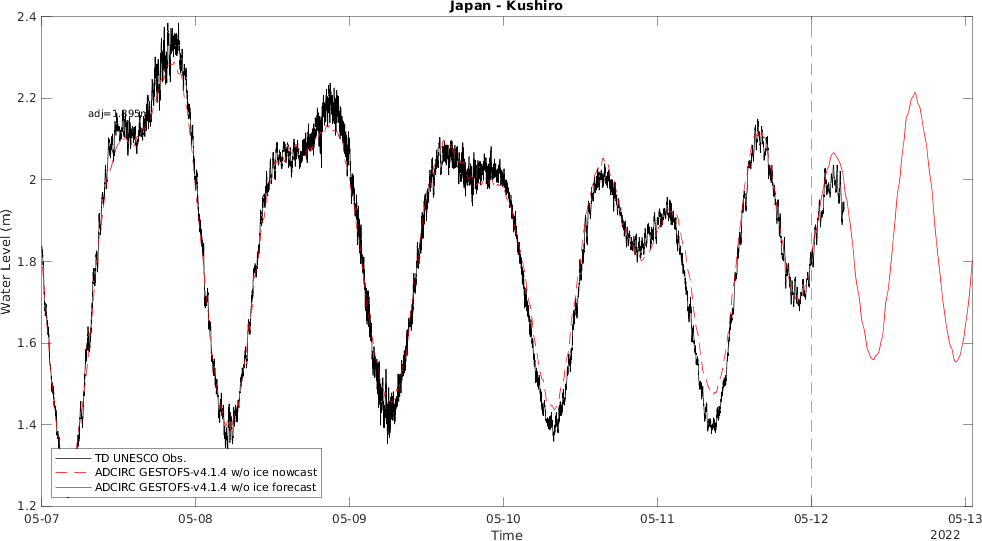 Japan - Kushiro
2.4
2.2
2
1.8
1.6
1.4
1.2
Water Level (m)
TD UNESCO Obs.
ADCIRC GESTOFS-v4.1.4 w/o ice nowcast
ADCIRC GESTOFS-v4.1.4 w/o ice forecast
05-07
05-08
05-09
05-10
05-11
05-12
05-13
Time
2022